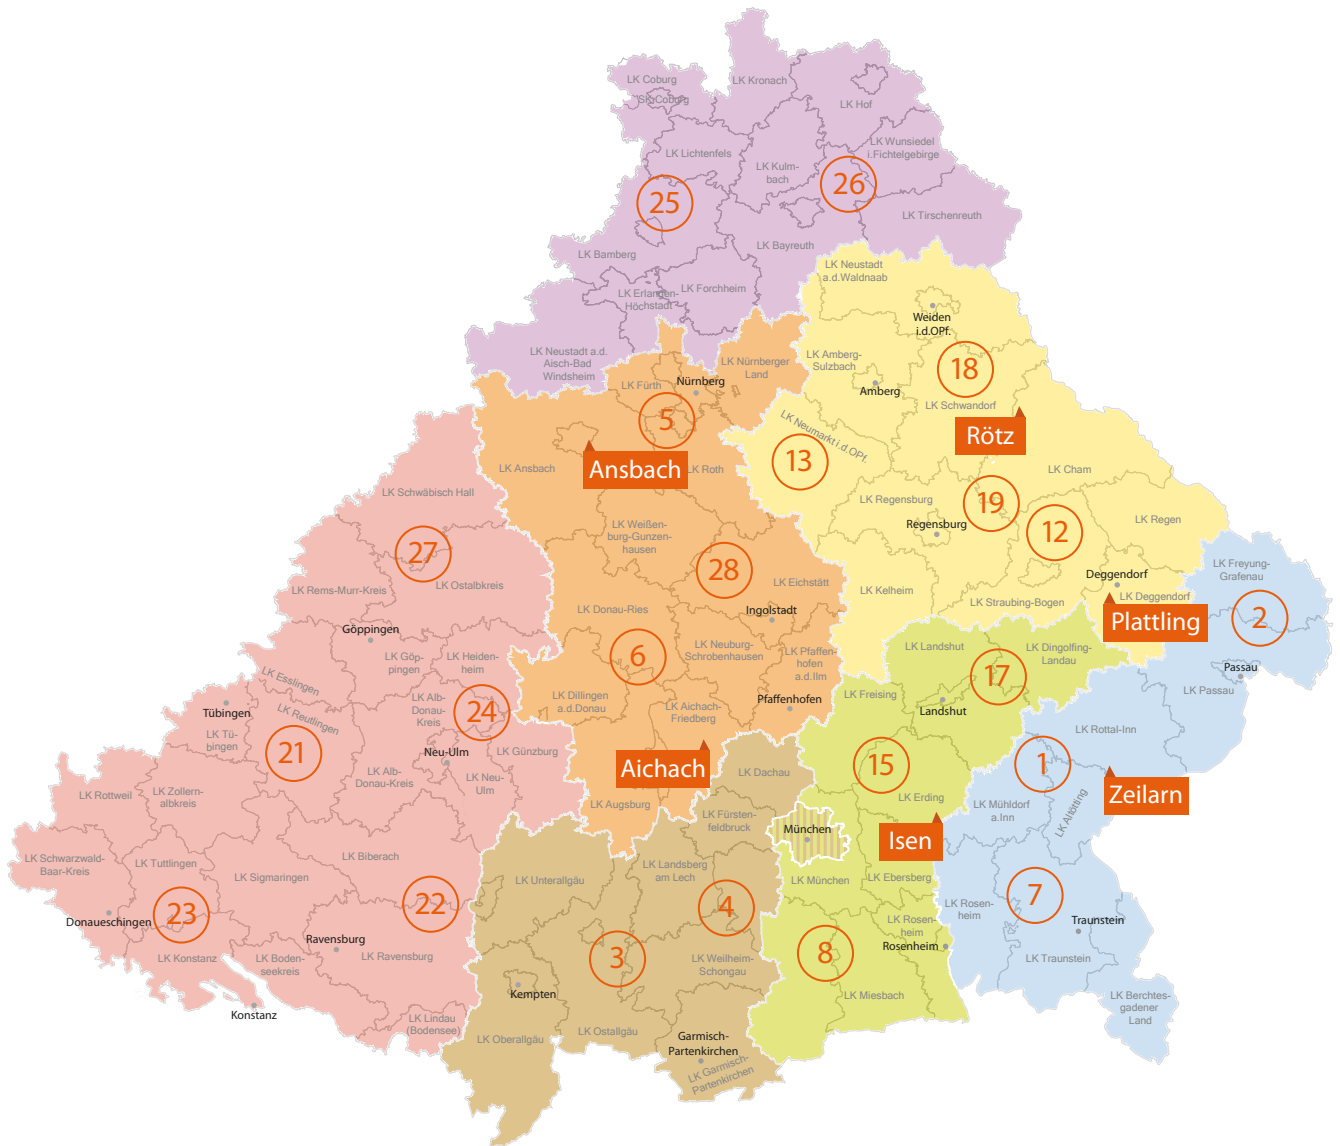 LK Coburg
SK Coburg
LK Kronach
LK Hof
LK Lichtenfels
LK Kulm-
bach
LK Wunsiedel
i.Fichtelgebirge
25
26
LK Tirschenreuth
LK Bamberg
LK Bayreuth
LK Erlangen-
Höchstadt
LK Forchheim
LK Neustadt
a.d.Waldnaab
LK Neustadt a.d.
Aisch-Bad
Windsheim
Weiden
i.d.OPf.
LK Nürnberger
Land
LK Amberg-
Sulzbach
18
LK Fürth
Nürnberg
Amberg
LK Schwandorf
5
Rötz
LK Neumarkt i.d.OPf.
13
Ansbach
LK Ansbach
LK Roth
LK Cham
LK Schwäbisch Hall
LK Regensburg
19
Regensburg
12
LK Regen
LK Weißen-
burg-Gunzen-
hausen
27
28
LK Rems-Murr-Kreis
LK Ostalbkreis
LK Eichstätt
LK Kelheim
LK Straubing-Bogen
Deggendorf
LK Deggendorf
LK Freyung-
Grafenau
Plattling
2
LK Donau-Ries
Ingolstadt
Göppingen
LK Göp-
pingen
LK Heiden-
heim
6
LK Neuburg-
Schrobenhausen
LK Pfaffen-
hofen
a.d.Ilm
LK Landshut
LK Dingolfing-
Landau
17
Passau
LK Passau
LK Esslingen
LK Reutlingen
Tübingen
LK Tü-
bingen
21
LK Alb-
Donau-
Kreis
24
LK Dillingen
a.d.Donau
LK Aichach-
Friedberg
Pfaffenhofen
LK Freising
Landshut
LK Rottal-Inn
Neu-Ulm
LK Günzburg
LK Alb-
Donau-Kreis
LK Neu-
Ulm
Aichach
LK Dachau
15
1
Zeilarn
LK Rottweil
LK Zollern-
albkreis
LK Augsburg
LK Fürsten-
feldbruck
LK Erding
LK Mühldorf
a.Inn
LK Altötting
München
Isen
LK Schwarzwald-
Baar-Kreis
LK Tuttlingen
LK Sigmaringen
LK Biberach
LK Unterallgäu
LK Landsberg
am Lech
LK München
LK Ebersberg
22
23
4
7
Donaueschingen
LK Rosen-
heim
LK Rosen-
heim
Rosenheim
Traunstein
Ravensburg
LK Ravensburg
LK Konstanz
LK Boden-
seekreis
3
LK Weilheim-
Schongau
8
LK Traunstein
Kempten
LK Miesbach
LK Berchtes-
gadener
Land
Konstanz
LK Lindau
(Bodensee)
LK Oberallgäu
LK Ostallgäu
Garmisch-
Partenkirchen
LK Garmisch-
Partenkirchen